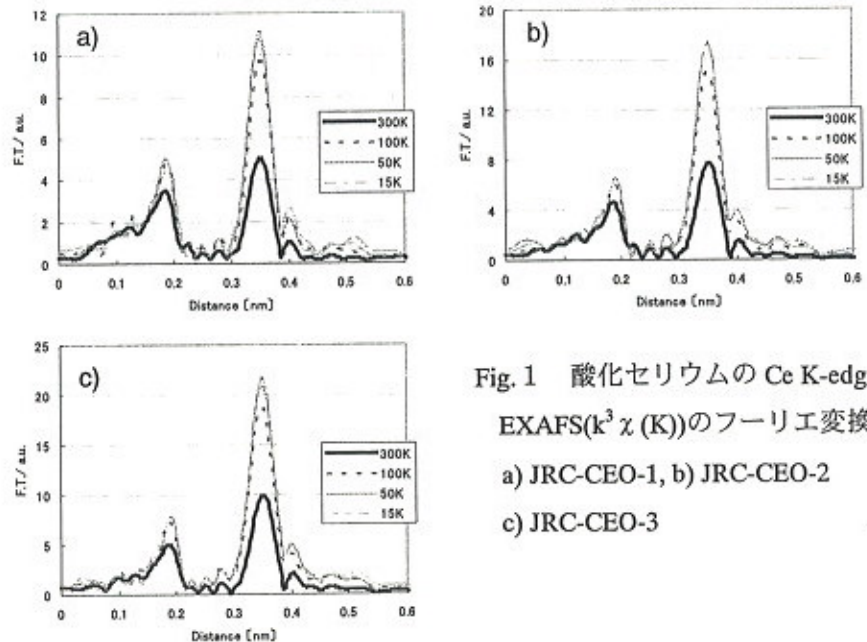 a)
12
10
8
6
4
2
0
F.T./ a.u.
300K
100K
50K
15K
0
0.1
0.2
0.3
0.4
0.5
0.6
Distance [nm]
b)
20
16
12
8
4
0
F.T./ a.u.
300K
100K
50K
15K
0
0.1
0.2
0.3
0.4
0.5
0.6
Distance [nm]
c)
25
20
15
10
5
0
F.T./ a.u.
300K
100K
50K
15K
0
0.1
0.2
0.3
0.4
0.5
0.6
Distance [nm]
Fig. 1 酸化セリウムの Ce K-edg
EXAFS(k³ χ (K))のフーリエ変換
a) JRC-CEO-1, b) JRC-CEO-2
c) JRC-CEO-3